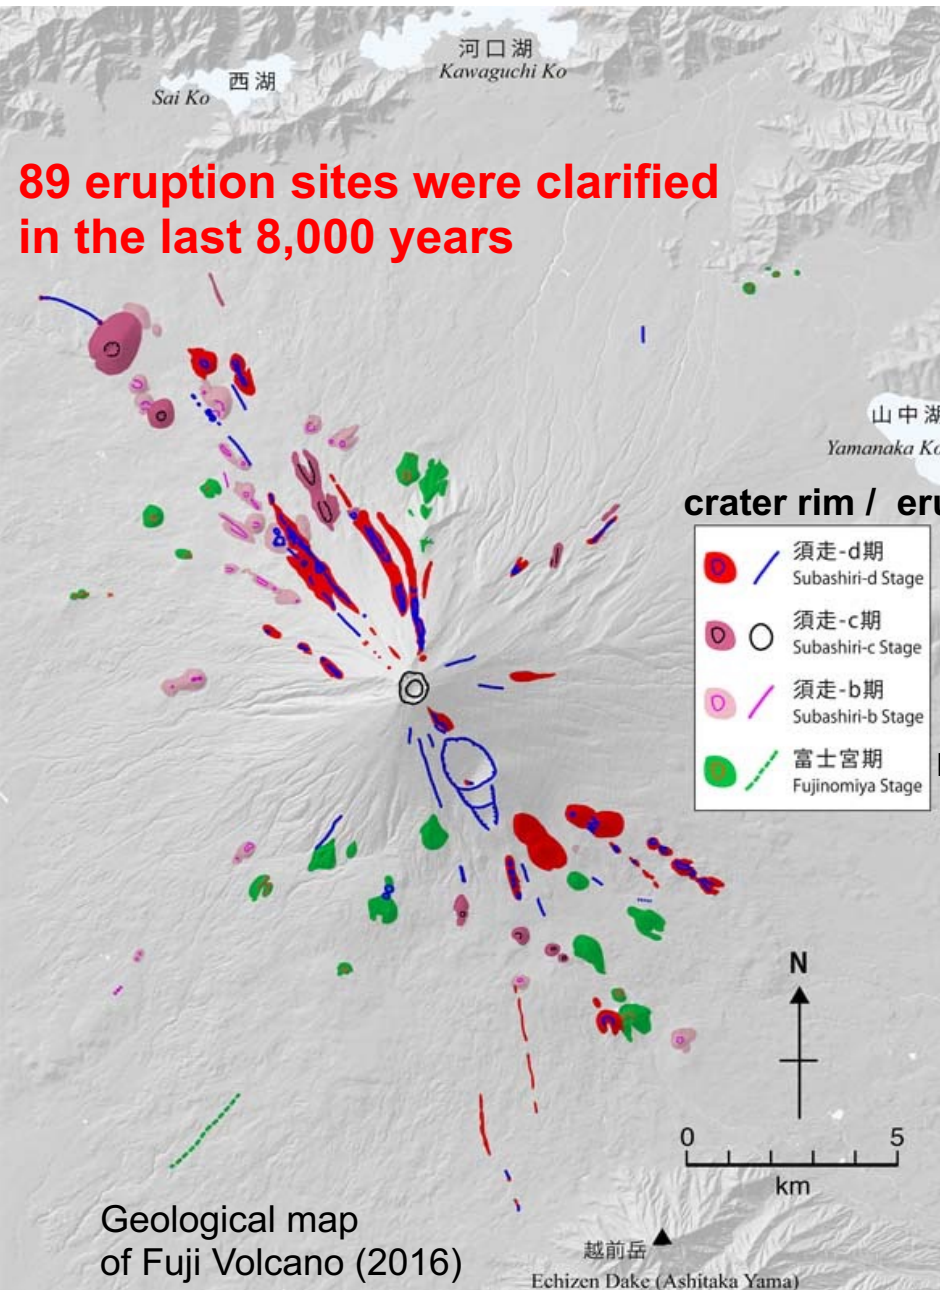 河口湖
Kawaguchi Ko
西湖
Sai Ko
89 eruption sites were clarified
in the last 8,000 years
山中湖
Yamanaka Ko
crater rim / eru
須走-d期
Subashiri-d Stage
須走-c期
Subashiri-c Stage
須走-b期
Subashiri-b Stage
富士宮期
Fujinomiya Stage
N
0 5
km
Geological map
of Fuji Volcano (2016)
越前岳
Echizen Dake (Ashitaka Yama)